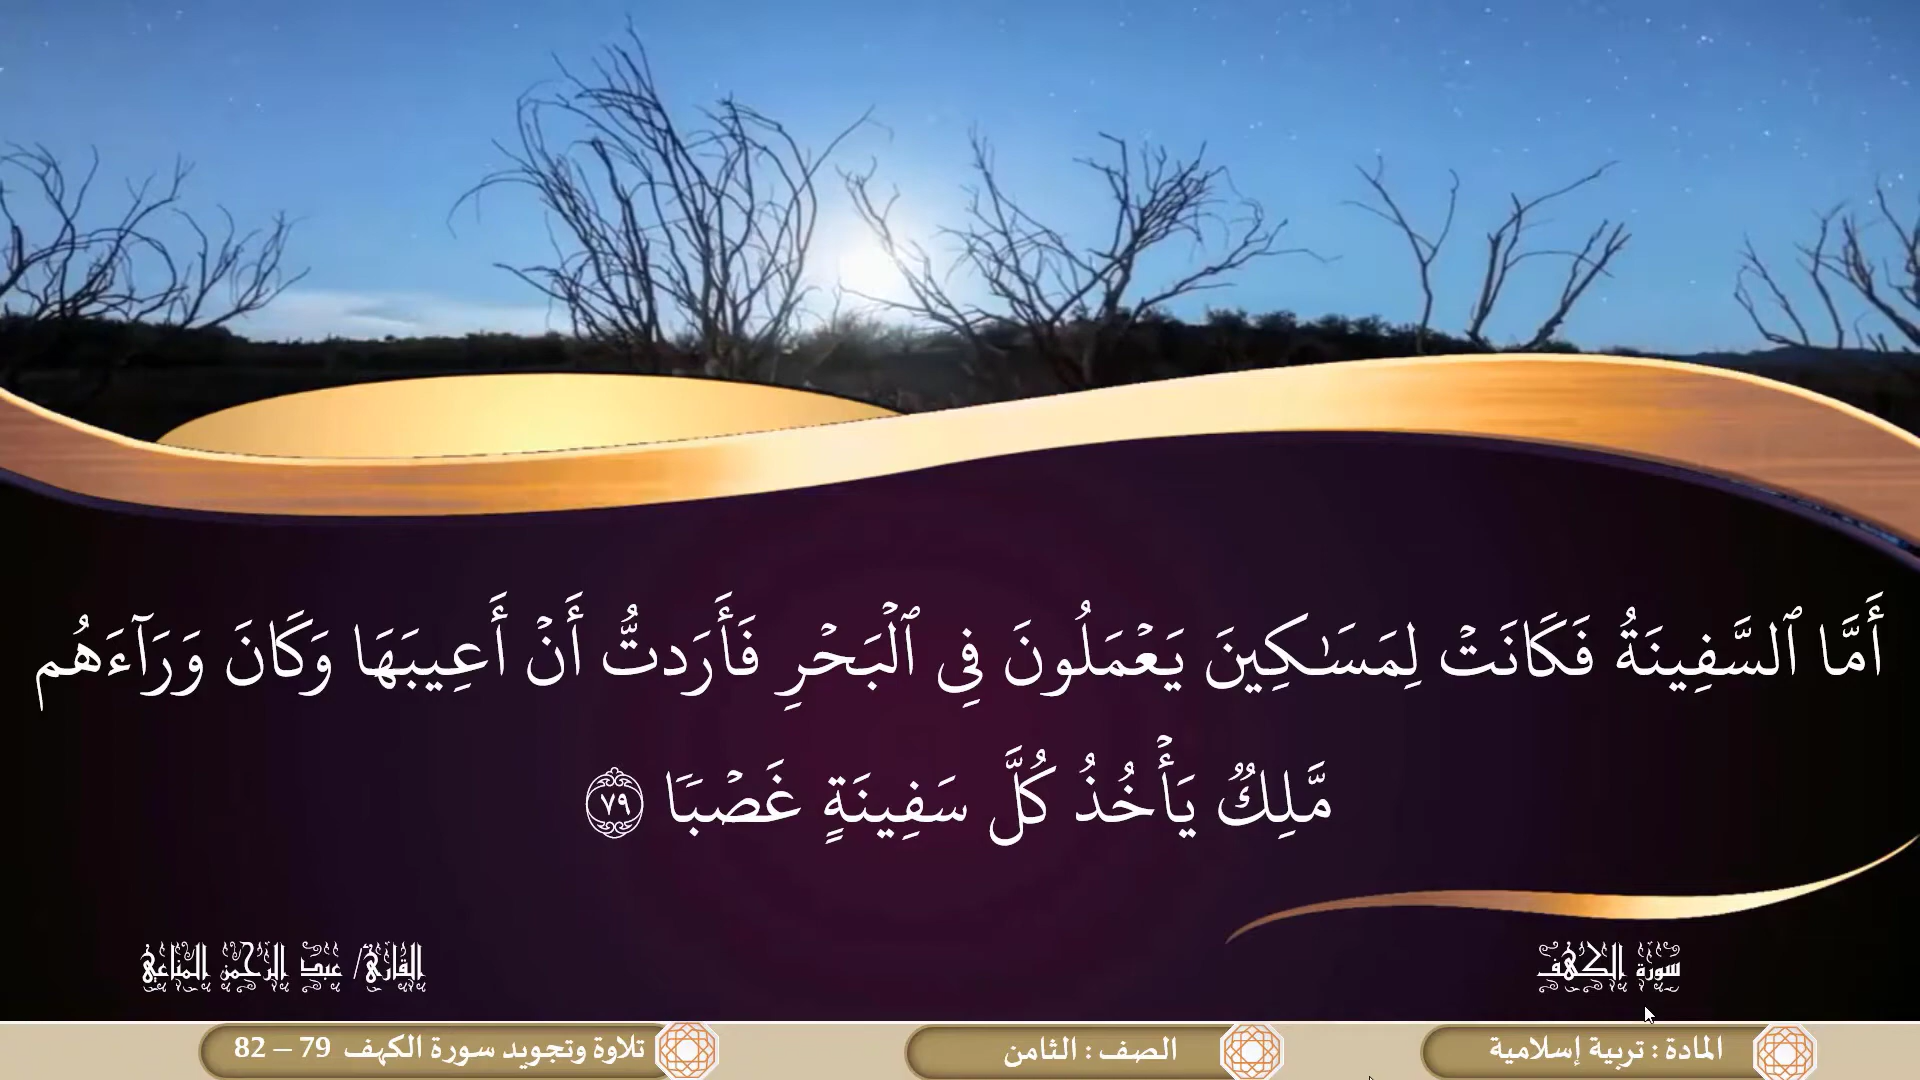 أَمَّا ٱلسَّفِينَةُ فَكَانَتْ لِمَسَٰكِينَ يَعْمَلُونَ فِي ٱلْبَحْرِ فَأَرَدتُّ أَنْ أَعِيبَهَا وَكَانَ وَرَآءَهُم
مَّلِكٌ يَأْخُذُ كُلَّ سَفِينَةٍ غَصْبًا ٧٩
سورة الكهف
القارئ/ عبد الرحمن المناعي
المادة : تربية إسلامية
الصف : الثامن
تلاوة وتجويد سورة الكهف 79 – 82